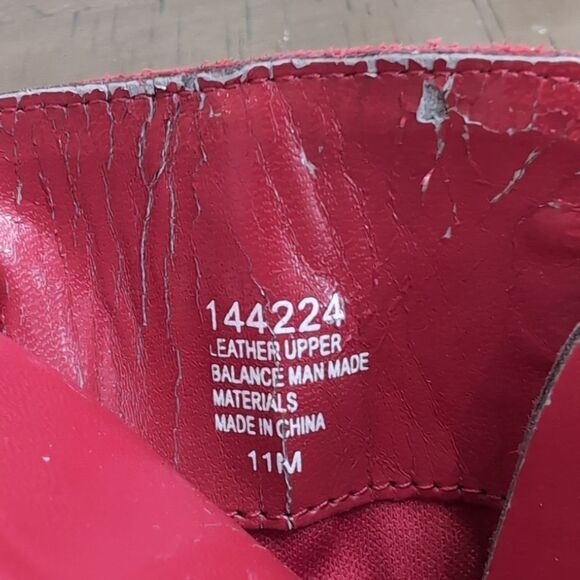 144224
LEATHER UPPER
BALANCE MAN MADE
MATERIALS
MADE IN CHINA
11M